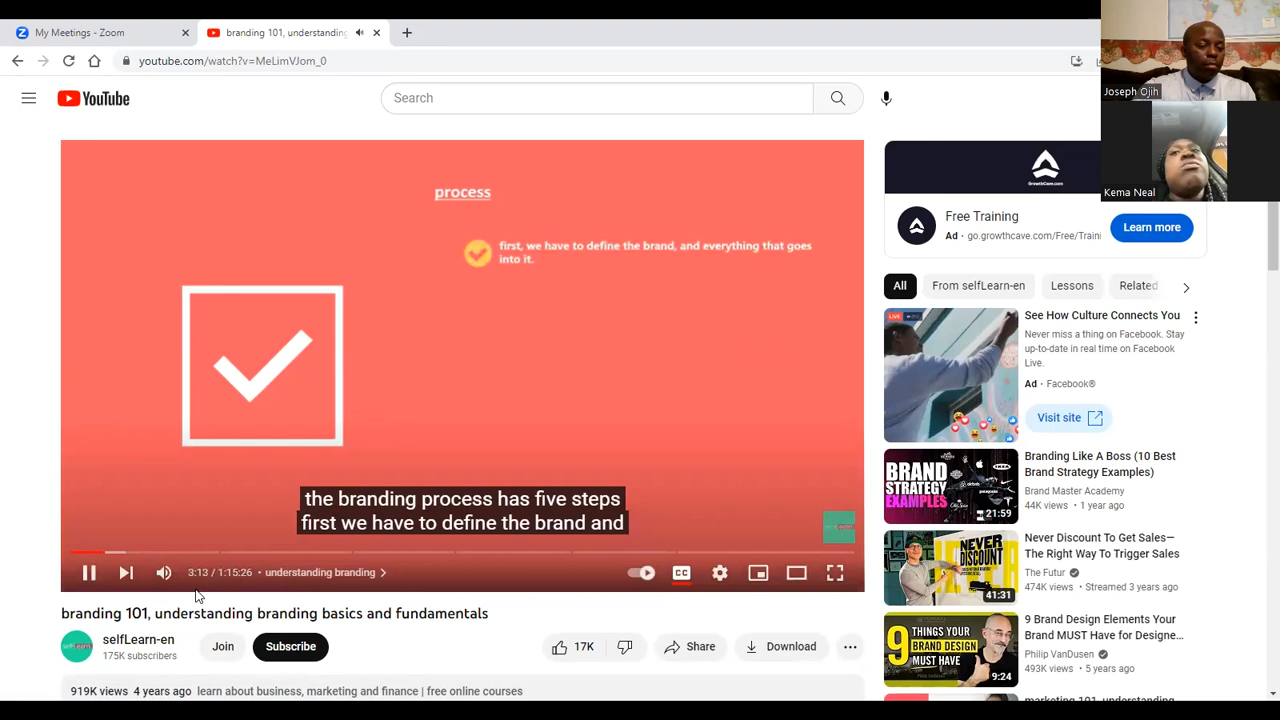 My Meetings - Zoom
branding 101, understanding
youtube.com/watch?v=MeLimVJom_0
YouTube
Search
Joseph Ojih
Kema Neal
process
first, we have to define the brand, and everything that goes
into it.
the branding process has five steps
first we have to define the brand and
3:13 / 1:15:26 • understanding branding
CC
branding 101, understanding branding basics and fundamentals
selfLearn-en
175K subscribers
Join
Subscribe
17K
Share
Download
919K views 4 years ago learn about business, marketing and finance | free online courses
GrowthCave.com
Free Training
Ad • go.growthcave.com/Free/Traini
Learn more
All
From selfLearn-en
Lessons
Related
LIVE
See How Culture Connects You
Never miss a thing on Facebook. Stay
up-to-date in real time on Facebook
Live.
Ad • Facebook®
Visit site
BRAND
STRATEGY
EXAMPLES
21:59
Branding Like A Boss (10 Best
Brand Strategy Examples)
Brand Master Academy
44K views • 1 year ago
NEVER
DISCOUNT
41:31
Never Discount To Get Sales—
The Right Way To Trigger Sales
The Futur
474K views • Streamed 3 years ago
9 THINGS YOUR
BRAND DESIGN
MUST HAVE
9:24
9 Brand Design Elements Your
Brand MUST Have for Designe...
Philip VanDusen
493K views • 5 years ago